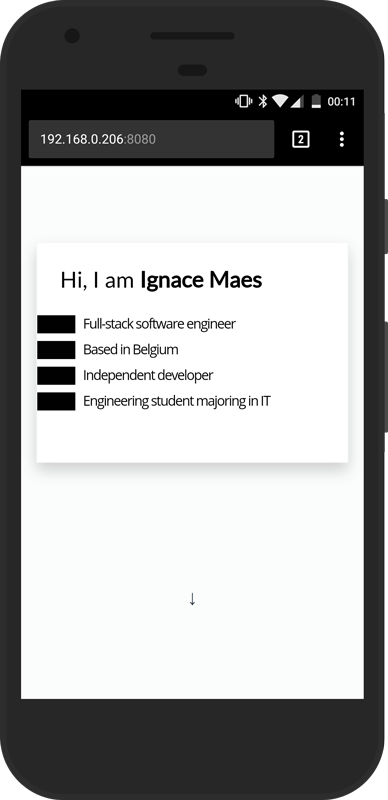 00:11
192.168.0.206:8080
2
Hi, I am Ignace Maes
Full-stack software engineer
Based in Belgium
Independent developer
Engineering student majoring in IT
↓